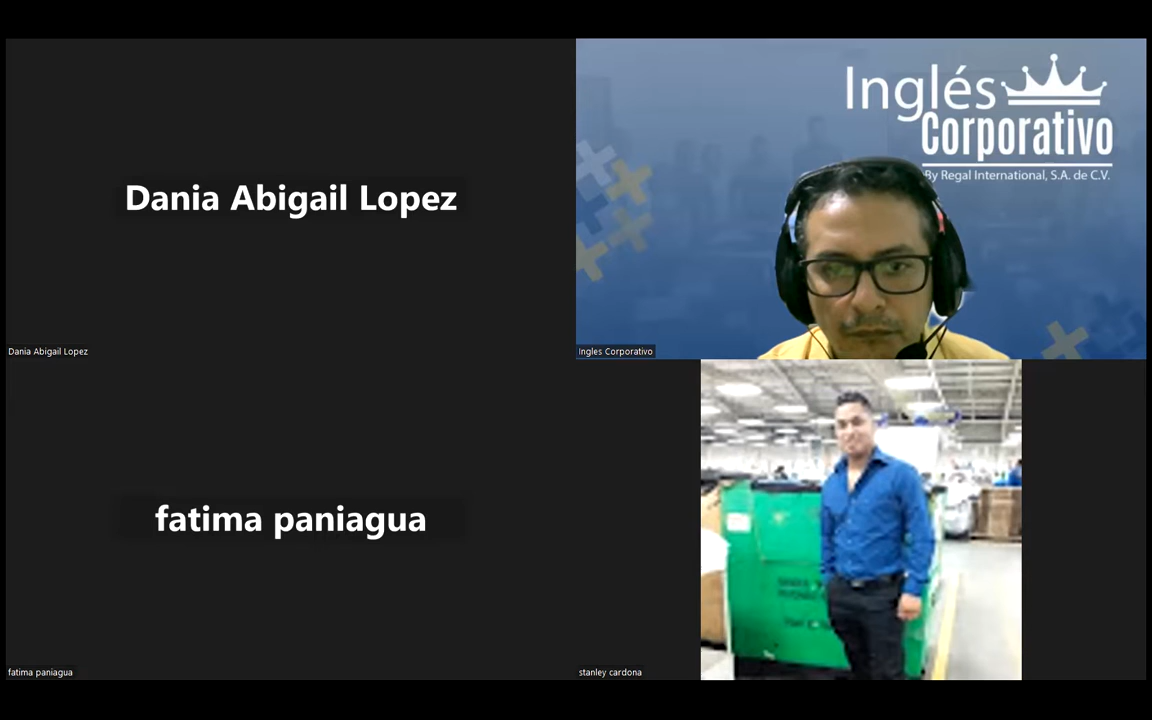 Dania Abigail Lopez
Dania Abigail Lopez
Inglés
Corporativo
By Regal International, S.A. de C.V.
Ingles Corporativo
fatima paniagua
fatima paniagua
stanley cardona